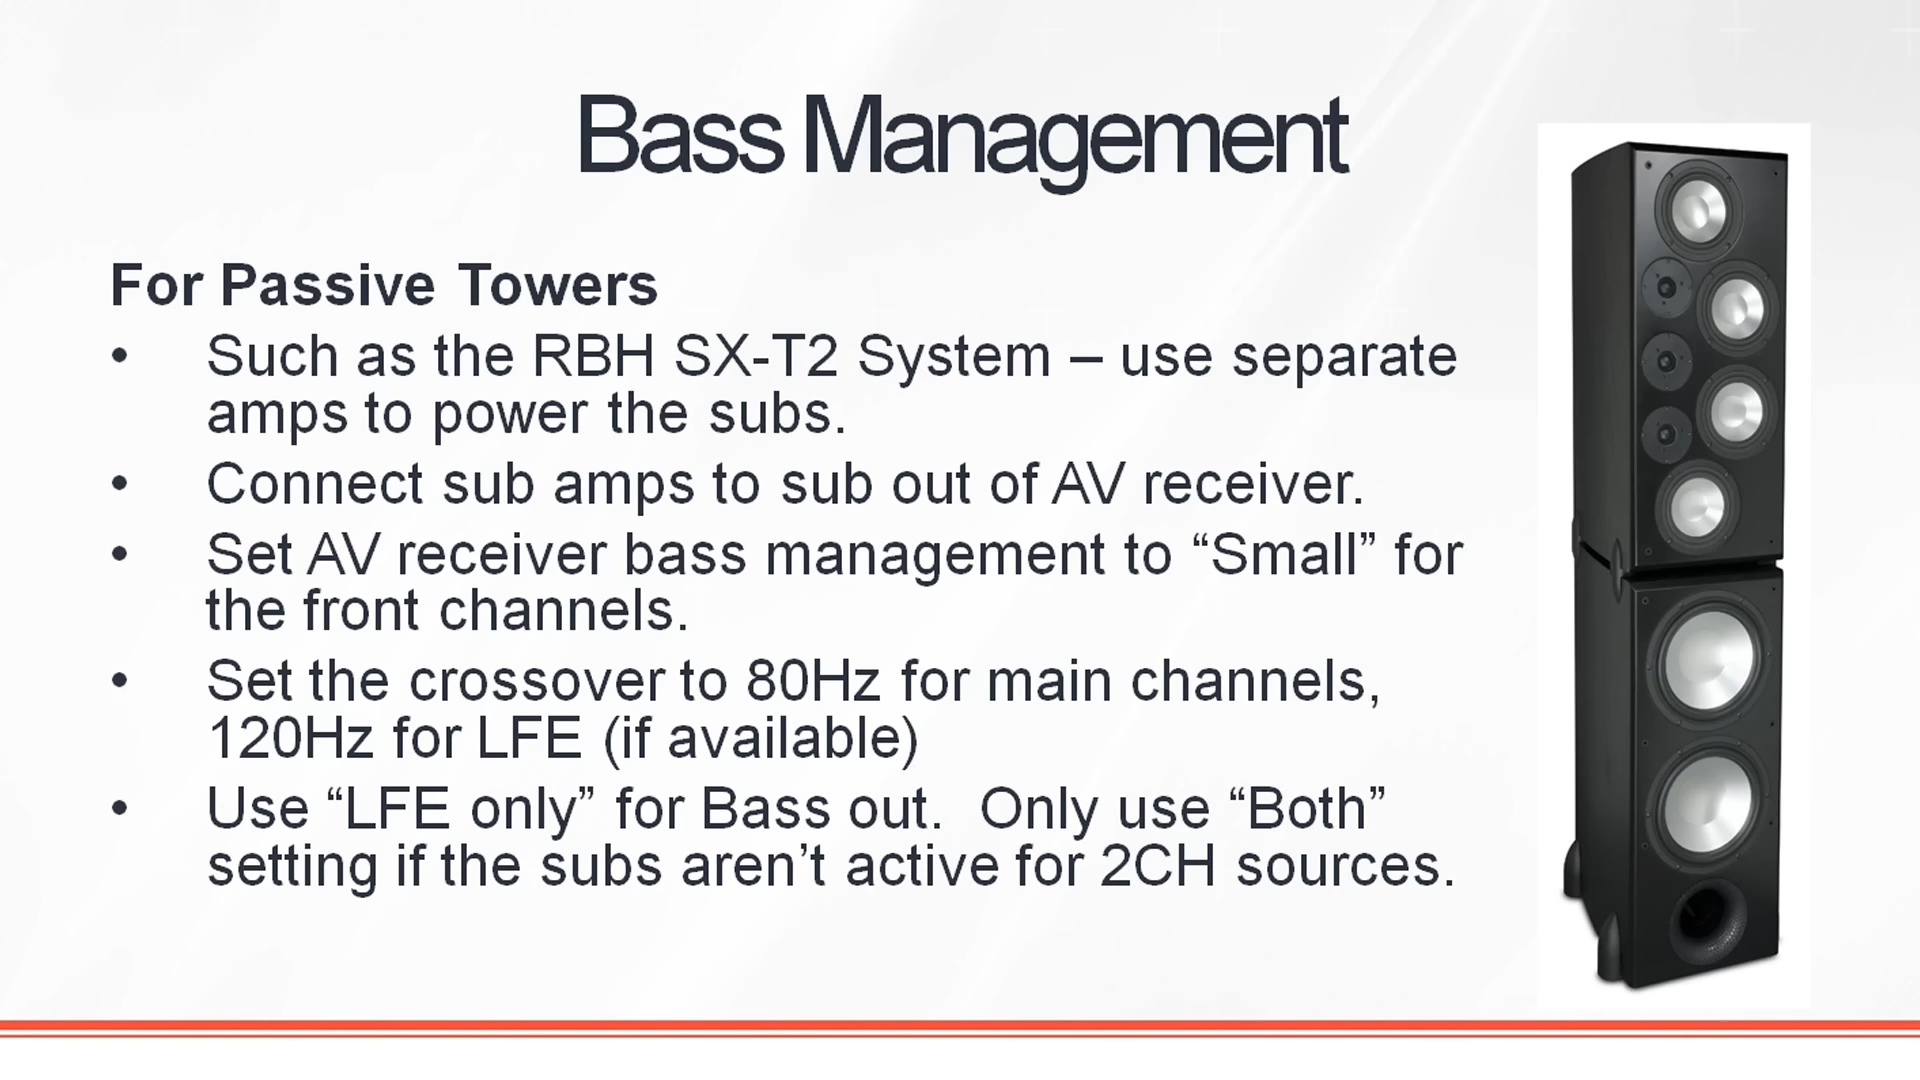 Bass Management
For Passive Towers
• Such as the RBH SX-T2 System – use separate
amps to power the subs.
• Connect sub amps to sub out of AV receiver.
• Set AV receiver bass management to “Small” for
the front channels.
• Set the crossover to 80Hz for main channels,
120Hz for LFE (if available)
• Use “LFE only” for Bass out.  Only use “Both”
setting if the subs aren’t active for 2CH sources.